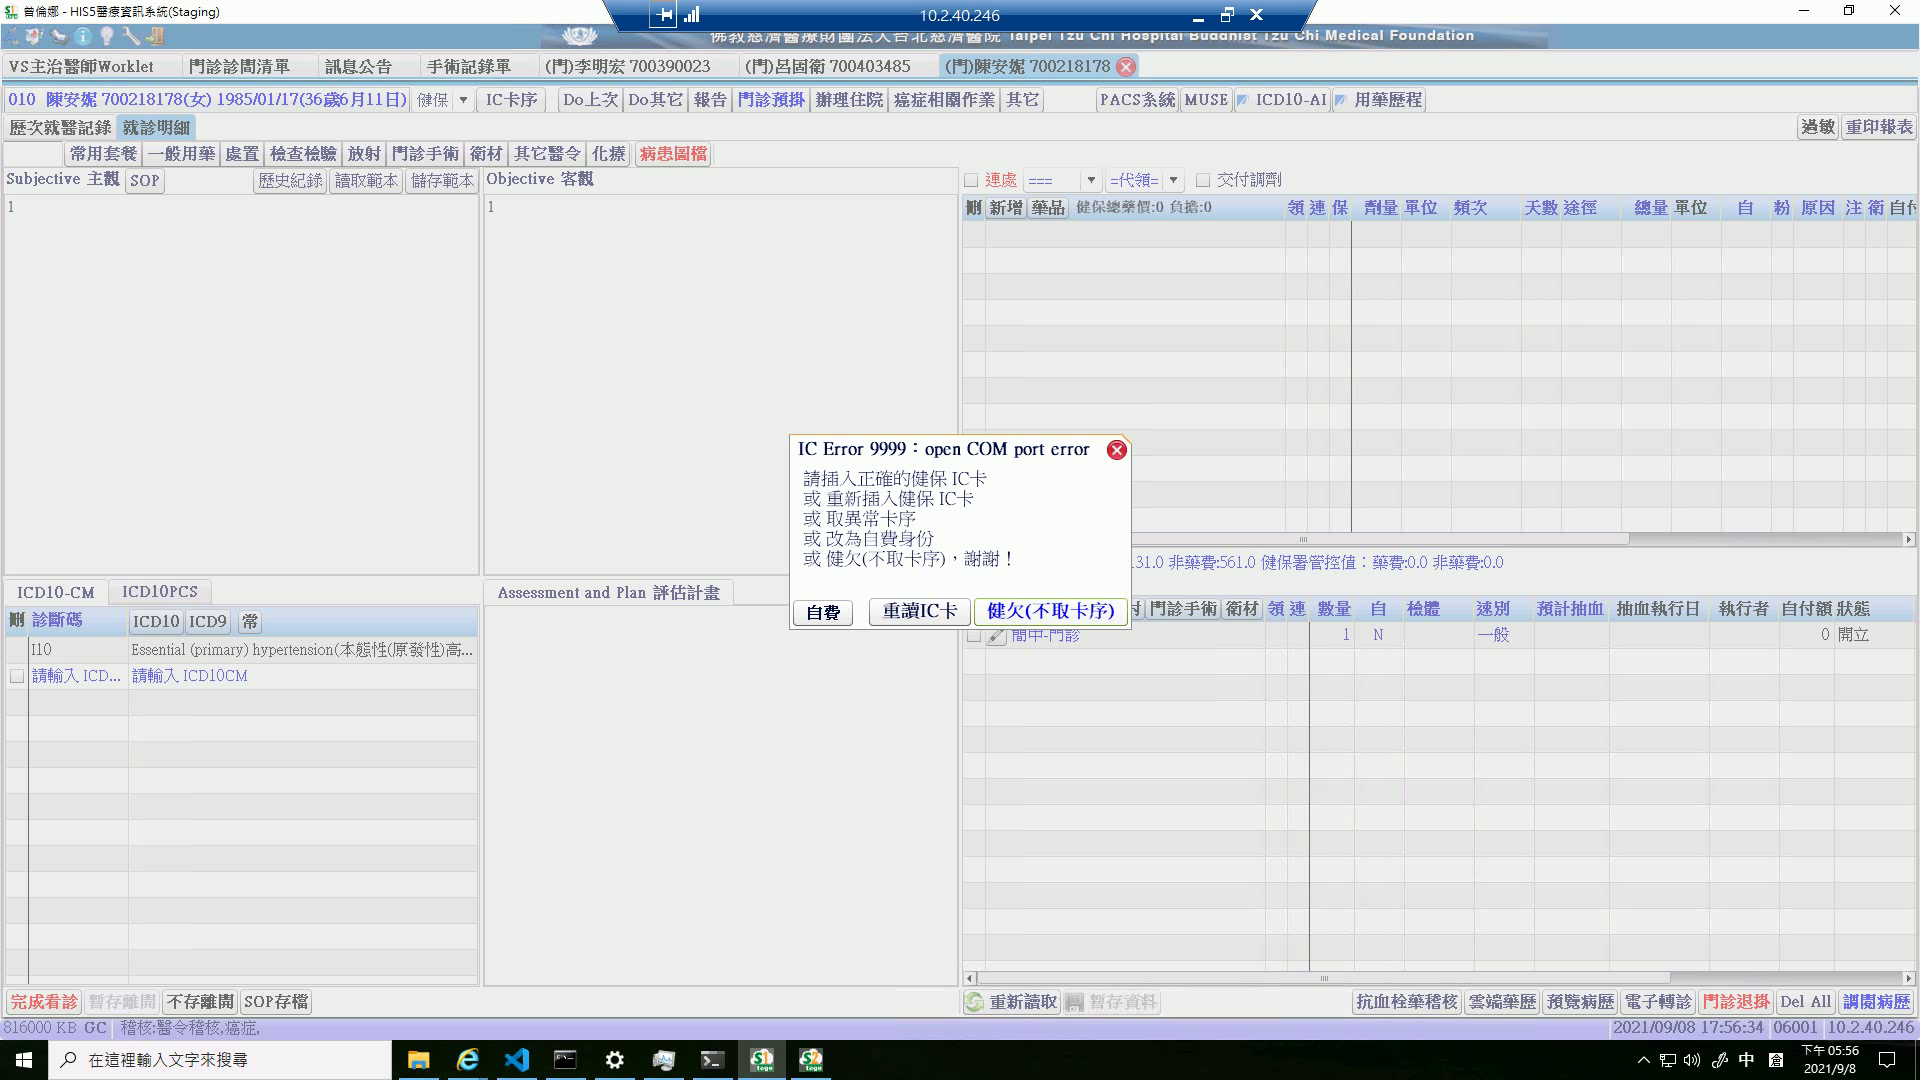 曾倫娜 - HIS5醫療資訊系統(Staging)
10.2.40.246
佛教慈濟醫療財團法人台北慈濟醫院 Taipei Tzu Chi Hospital Buddhist Tzu Chi Medical Foundation
VS主治醫師Worklet 門診診間清單 訊息公告 手術記錄單 (門)李明宏 700390023 (門)呂固衛 700403485 (門)陳安妮 700218178
010 陳安妮 700218178(女) 1985/01/17(36歲6月11日) 健保 IC卡序 Do上次 Do其它 報告 門診預掛 辦理住院 癌症相關作業 其它 PACS系統 MUSE ICD10-AI 用藥歷程
歷次就醫記錄 就診明細 過敏 重印報表
常用套餐 一般用藥 處置 檢查檢驗 放射 門診手術 衛材 其它醫令 化療 病患圖檔
Subjective 主觀 SOP 歷史紀錄 讀取範本 儲存範本 Objective 客觀 連處 === =代領= 交付調劑
1 1 刪 新增 藥品 健保總藥價:0 負擔:0 領 連 保 劑量 單位 頻次 天數 途徑 總量 單位 自 粉 原因 注 衛 自付
IC Error 9999：open COM port error
請插入正確的健保 IC卡
或 重新插入健保 IC卡
或 取異常卡序
或 改為自費身份
或 健欠(不取卡序)，謝謝！
自費 重讀IC卡 健欠(不取卡序)
31.0 非藥費:561.0 健保署管控值：藥費:0.0 非藥費:0.0
ICD10-CM ICD10PCS Assessment and Plan 評估計畫
刪 診斷碼 ICD10 ICD9 常 門診手術 衛材 領 連 數量 自 檢體 速別 預計抽血 抽血執行日 執行者 自付額 狀態
I10 Essential (primary) hypertension(本態性(原發性)高... 簡中-門診 1 N 一般 0 開立
請輸入 ICD... 請輸入 ICD10CM
完成看診 暫存離開 不存離開 SOP存檔 重新讀取 暫存資料 抗血栓藥稽核 雲端藥歷 預覽病歷 電子轉診 門診退掛 Del All 調閱病歷
816000 KB GC 稽核:醫令稽核,癌症, 2021/09/08 17:56:34 06001 10.2.40.246
在這裡輸入文字來搜尋 中 下午 05:56
2021/9/8